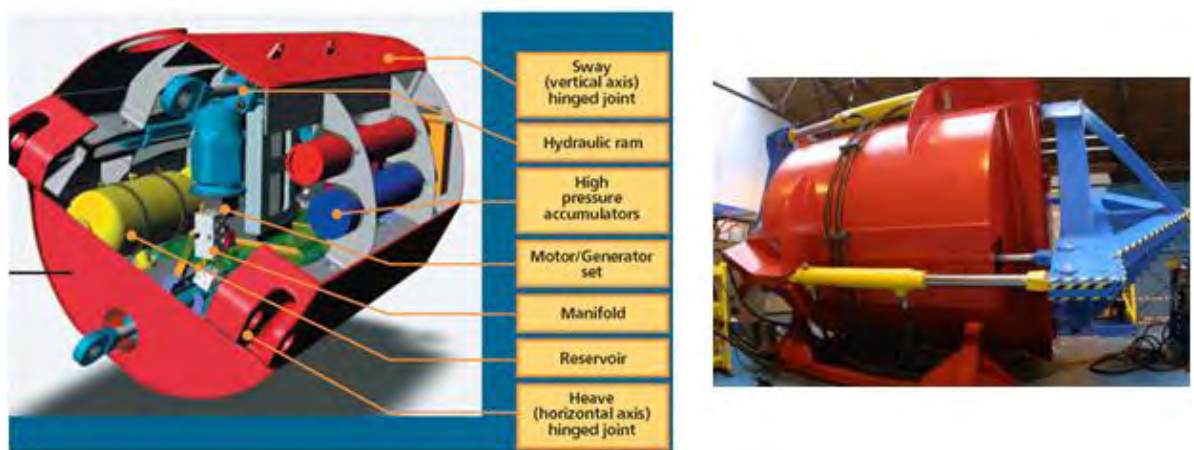 Sway
(vertical axis)
hinged joint
Hydraulic ram
High
pressure
accumulators
Motor/Generator
set
Manifold
Reservoir
Heave
(horizontal axis)
hinged joint